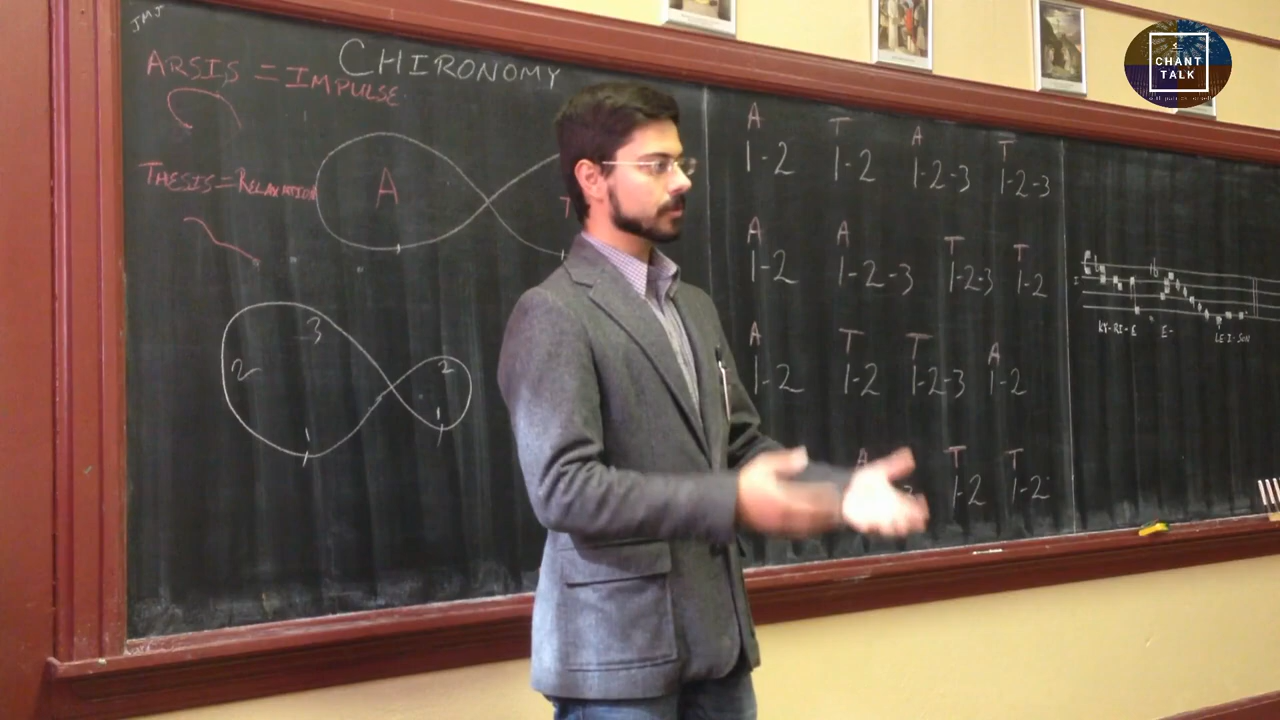 JMJ
CHIRONOMY
ARSIS = IMPULSE
THESIS = RELAXATION
A
T
3
2
2
1
1
A T A T
1-2 1-2 1-2-3 1-2-3
A A T T
1-2 1-2-3 1-2-3 1-2
A T T A
1-2 1-2 1-2-3 1-2
A T T
1-2 1-2
KY-RI-E E- LE-I-SON
CHANT
TALK